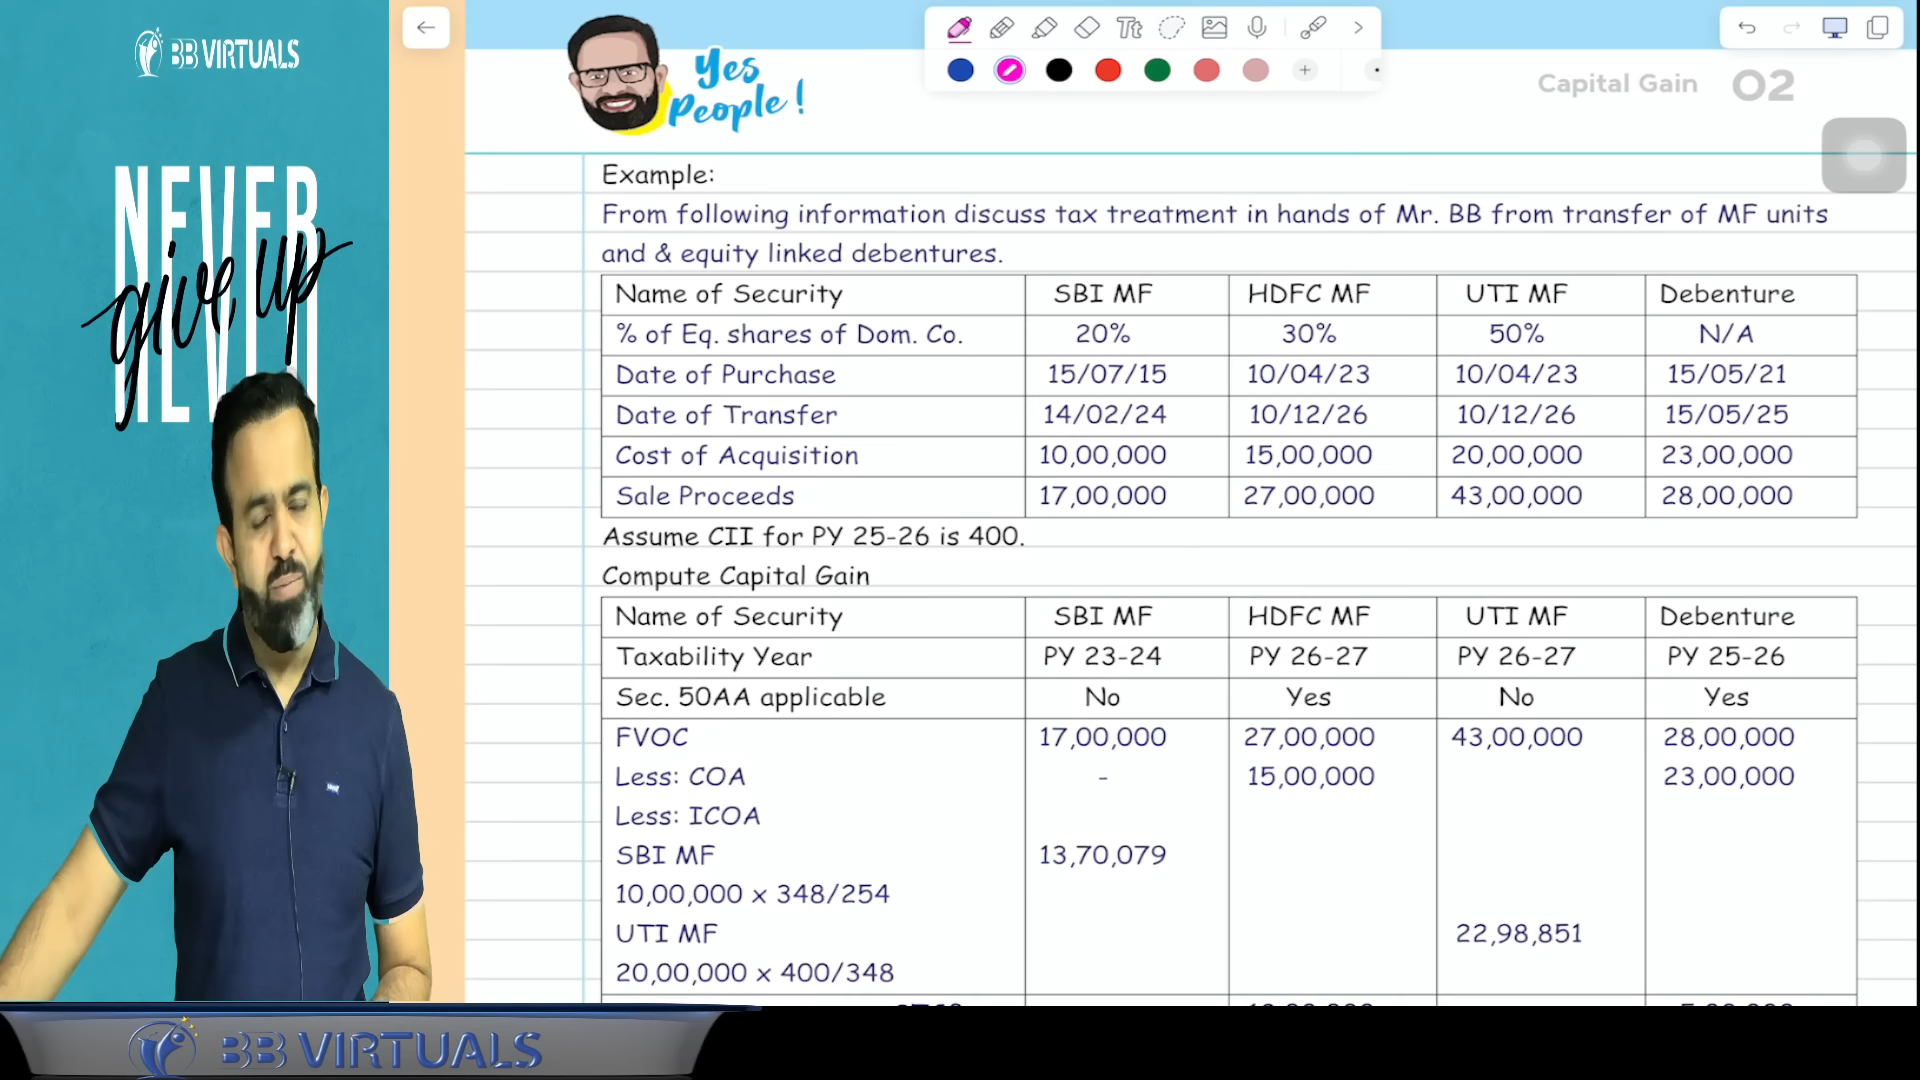 BB VIRTUALS
NEVER
give up
NEVER
Yes
People !
Tt
Capital Gain 02
Example:
From following information discuss tax treatment in hands of Mr. BB from transfer of MF units
and & equity linked debentures.
Name of Security SBI MF HDFC MF UTI MF Debenture
% of Eq. shares of Dom. Co. 20% 30% 50% N/A
Date of Purchase 15/07/15 10/04/23 10/04/23 15/05/21
Date of Transfer 14/02/24 10/12/26 10/12/26 15/05/25
Cost of Acquisition 10,00,000 15,00,000 20,00,000 23,00,000
Sale Proceeds 17,00,000 27,00,000 43,00,000 28,00,000
Assume CII for PY 25-26 is 400.
Compute Capital Gain
Name of Security SBI MF HDFC MF UTI MF Debenture
Taxability Year PY 23-24 PY 26-27 PY 26-27 PY 25-26
Sec. 50AA applicable No Yes No Yes
FVOC 17,00,000 27,00,000 43,00,000 28,00,000
Less: COA - 15,00,000 23,00,000
Less: ICOA
SBI MF 13,70,079
10,00,000 x 348/254
UTI MF 22,98,851
20,00,000 x 400/348
BB VIRTUALS